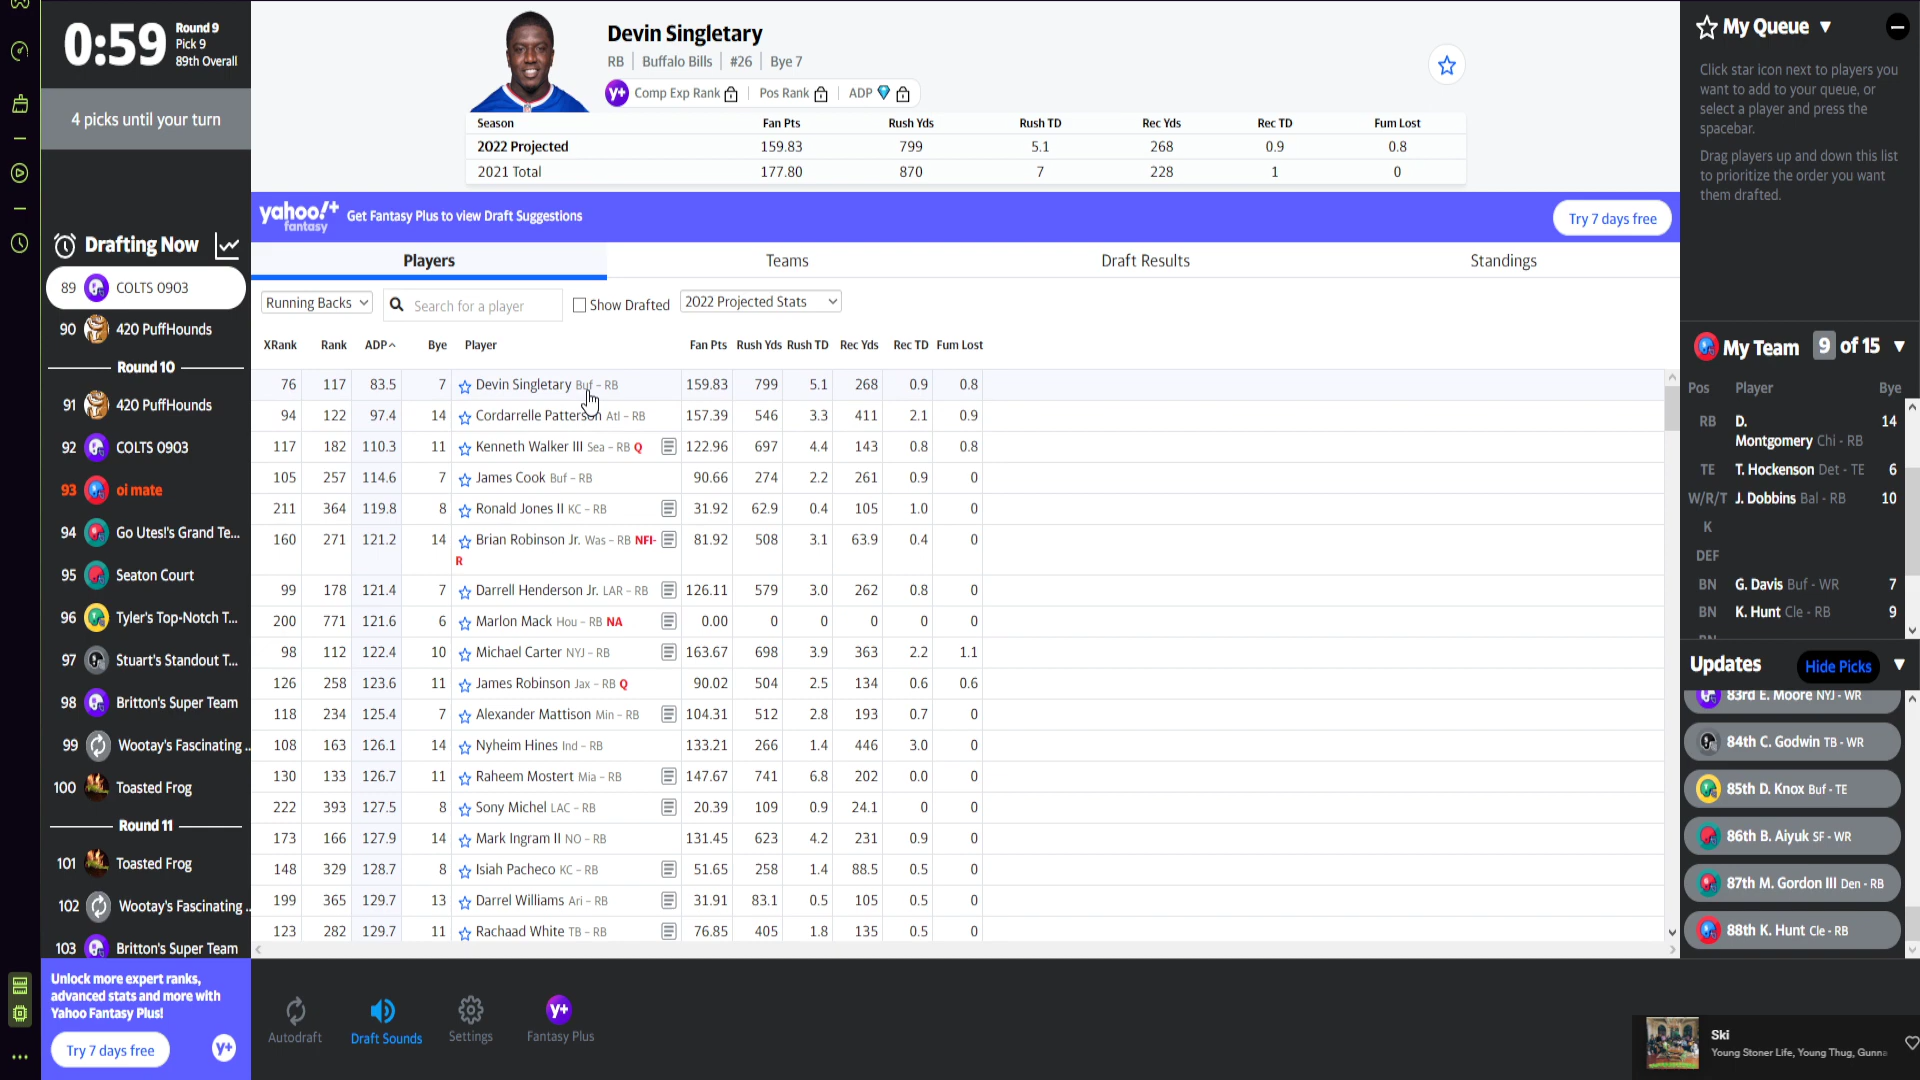 0:59
Round 9
Pick 9
89th Overall
4 picks until your turn
Drafting Now
89 COLTS 0903
90 420 PuffHounds
Round 10
91 420 PuffHounds
92 COLTS 0903
93 oi mate
94 Go Utes!'s Grand Te...
95 Seaton Court
96 Tyler's Top-Notch T...
97 Stuart's Standout T...
98 Britton's Super Team
99 Wootay's Fascinating ..
100 Toasted Frog
Round 11
101 Toasted Frog
102 Wootay's Fascinating ..
103 Britton's Super Team
Unlock more expert ranks,
advanced stats and more with
Yahoo Fantasy Plus!
Try 7 days free
y+
Devin Singletary
RB | Buffalo Bills | #26 | Bye 7
y+ Comp Exp Rank | Pos Rank | ADP
Season Fan Pts Rush Yds Rush TD Rec Yds Rec TD Fum Lost
2022 Projected 159.83 799 5.1 268 0.9 0.8
2021 Total 177.80 870 7 228 1 0
yahoo!+
fantasy
Get Fantasy Plus to view Draft Suggestions
Try 7 days free
Players Teams Draft Results Standings
Running Backs Search for a player Show Drafted 2022 Projected Stats
XRank Rank ADP Bye Player Fan Pts Rush Yds Rush TD Rec Yds Rec TD Fum Lost
76 117 83.5 7 Devin Singletary Buf - RB 159.83 799 5.1 268 0.9 0.8
94 122 97.4 14 Cordarrelle Patterson Atl - RB 157.39 546 3.3 411 2.1 0.9
117 182 110.3 11 Kenneth Walker III Sea - RB Q 122.96 697 4.4 143 0.8 0.8
105 257 114.6 7 James Cook Buf - RB 90.66 274 2.2 261 0.9 0
211 364 119.8 8 Ronald Jones II KC - RB 31.92 62.9 0.4 105 1.0 0
160 271 121.2 14 Brian Robinson Jr. Was - RB NFI- 81.92 508 3.1 63.9 0.4 0
R
99 178 121.4 7 Darrell Henderson Jr. LAR - RB 126.11 579 3.0 262 0.8 0
200 771 121.6 6 Marlon Mack Hou - RB NA 0.00 0 0 0 0 0
98 112 122.4 10 Michael Carter NYJ - RB 163.67 698 3.9 363 2.2 1.1
126 258 123.6 11 James Robinson Jax - RB Q 90.02 504 2.5 134 0.6 0.6
118 234 125.4 7 Alexander Mattison Min - RB 104.31 512 2.8 193 0.7 0
108 163 126.1 14 Nyheim Hines Ind - RB 133.21 266 1.4 446 3.0 0
130 133 126.7 11 Raheem Mostert Mia - RB 147.67 741 6.8 202 0.0 0
222 393 127.5 8 Sony Michel LAC - RB 20.39 109 0.9 24.1 0 0
173 166 127.9 14 Mark Ingram II NO - RB 131.45 623 4.2 231 0.9 0
148 329 128.7 8 Isiah Pacheco KC - RB 51.65 258 1.4 88.5 0.5 0
199 365 129.7 13 Darrel Williams Ari - RB 31.91 83.1 0.5 105 0.5 0
123 282 129.7 11 Rachaad White TB - RB 76.85 405 1.8 135 0.5 0
Autodraft Draft Sounds Settings Fantasy Plus
y+
My Queue
Click star icon next to players you
want to add to your queue, or
select a player and press the
spacebar.
Drag players up and down this list
to prioritize the order you want
them drafted.
My Team 9 of 15
Pos Player Bye
RB D. 14
Montgomery Chi - RB
TE T. Hockenson Det - TE 6
W/R/T J. Dobbins Bal - RB 10
K
DEF
BN G. Davis Buf - WR 7
BN K. Hunt Cle - RB 9
BN
Updates Hide Picks
83rd E. Moore NYJ - WR
84th C. Godwin TB - WR
85th D. Knox Buf - TE
86th B. Aiyuk SF - WR
87th M. Gordon III Den - RB
88th K. Hunt Cle - RB
Ski
Young Stoner Life, Young Thug, Gunna